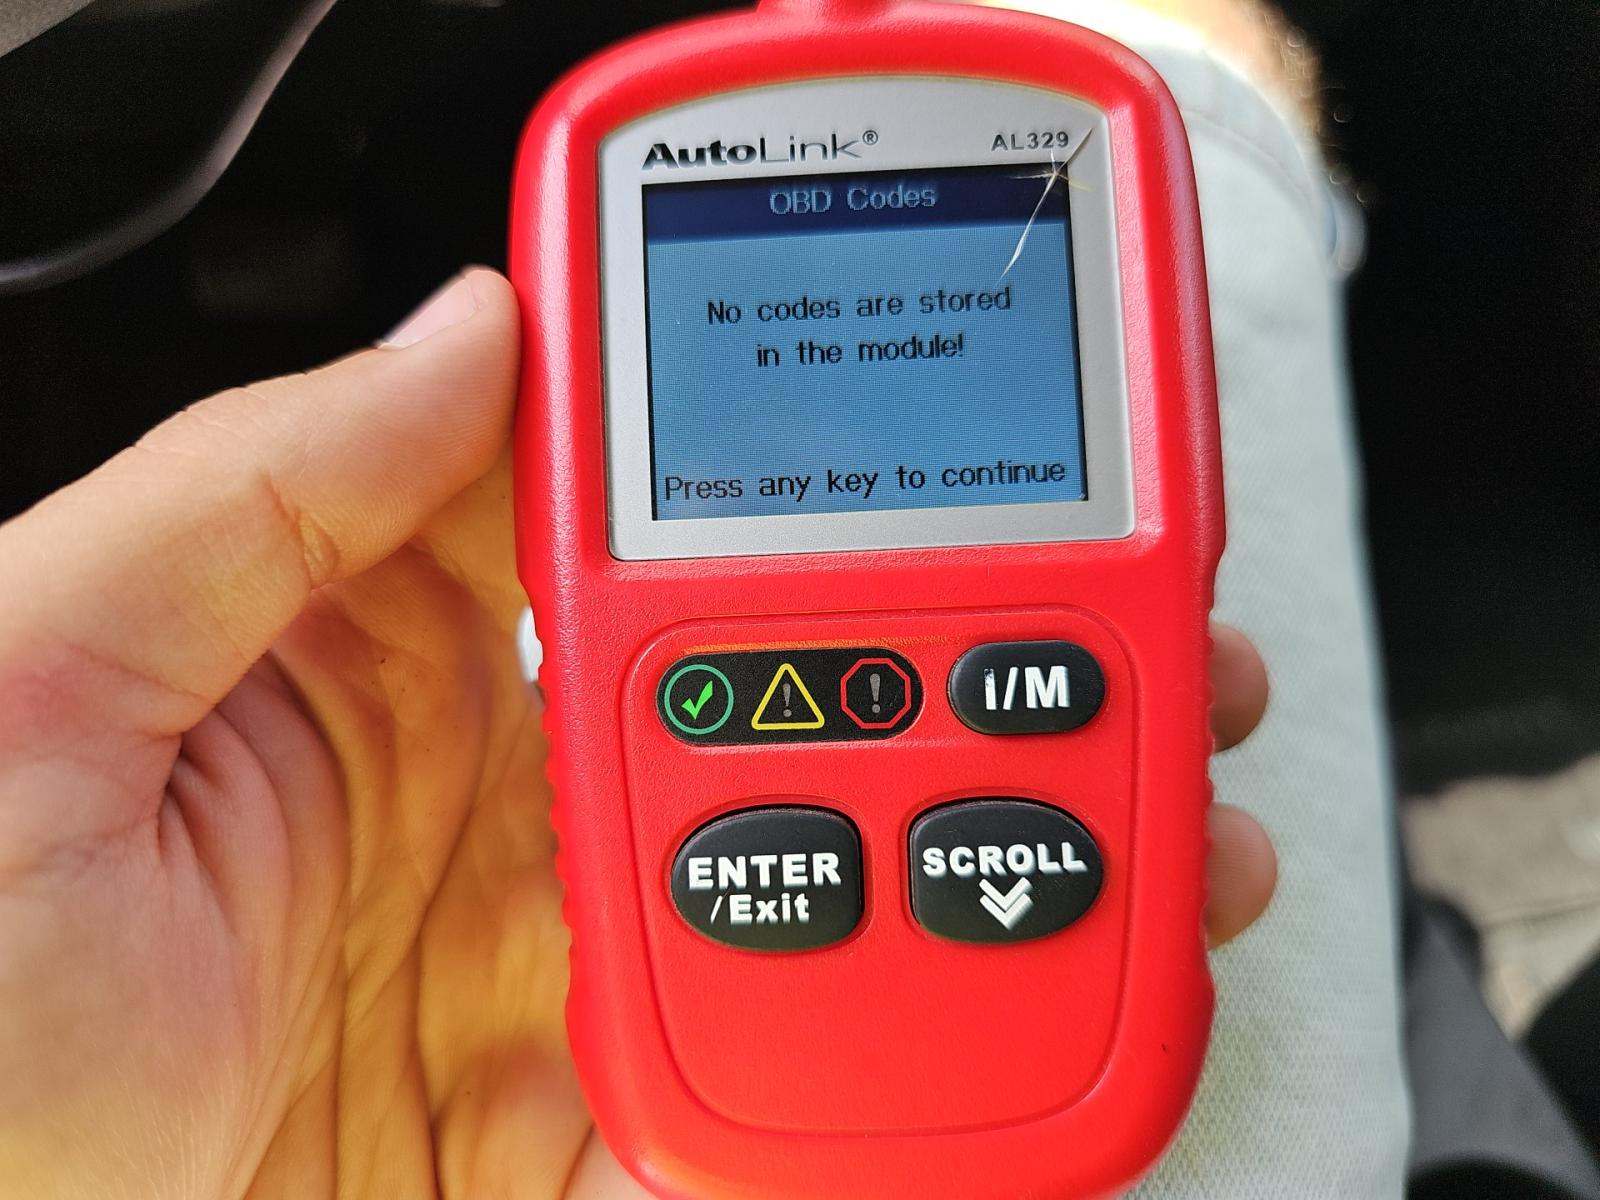 AutoLink® AL329
OBD Codes
No codes are stored
in the module!
Press any key to continue
I/M
ENTER
/Exit
SCROLL